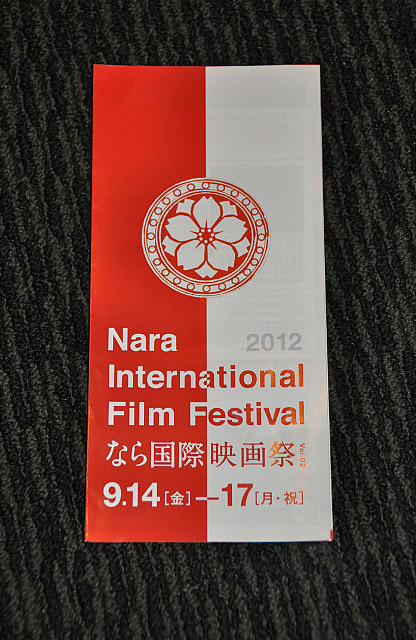 Nara 2012
International
Film Festival
なら国際映画祭 Vol.02
9.14[金]—17[月・祝]